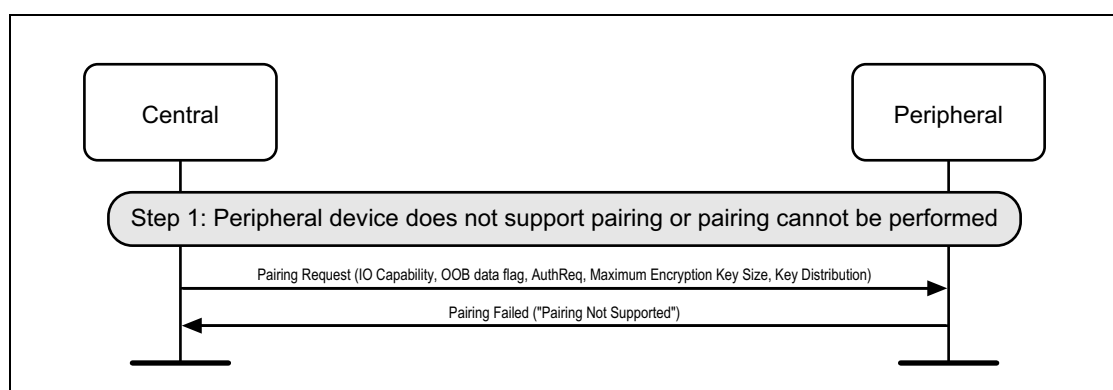 Central
Peripheral
Step 1: Peripheral device does not support pairing or pairing cannot be performed
Pairing Request (IO Capability, OOB data flag, AuthReq, Maximum Encryption Key Size, Key Distribution)
Pairing Failed ("Pairing Not Supported")